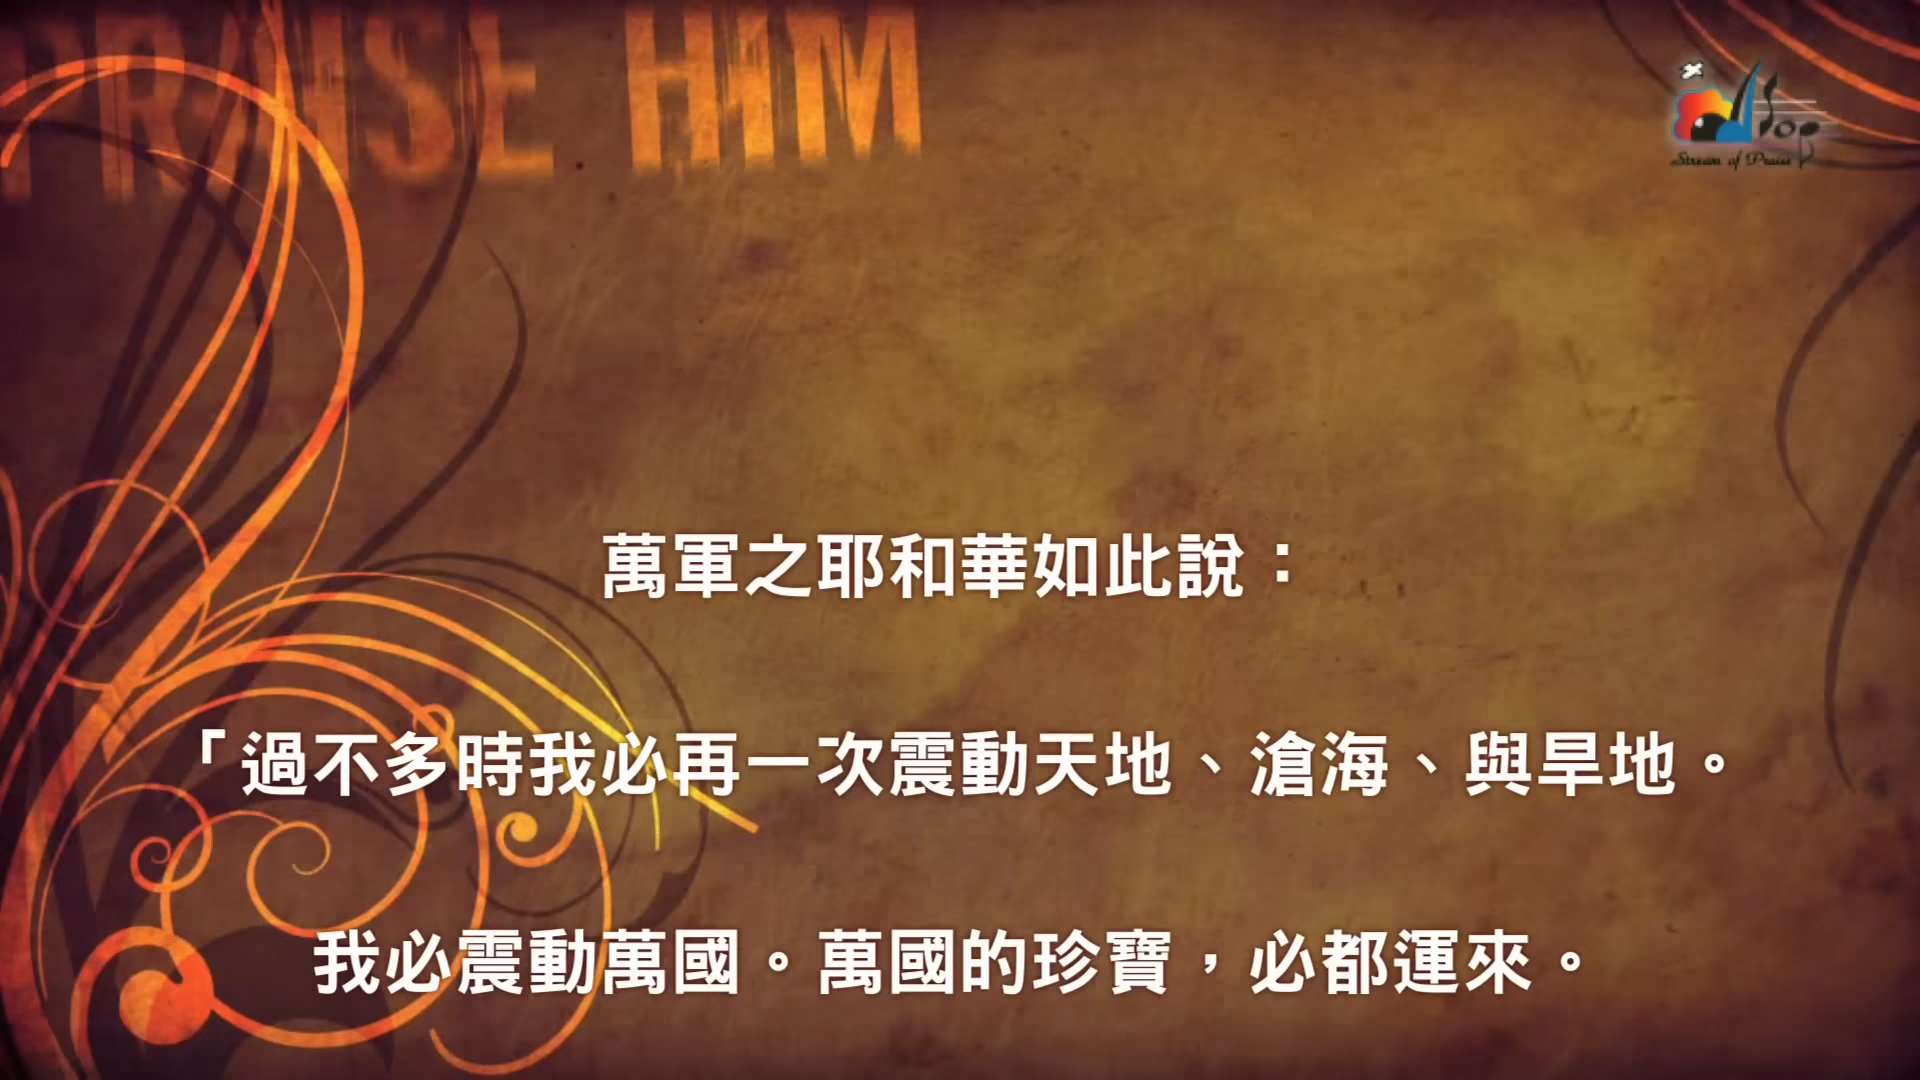 PRAISE HIM
SOP
Stream of Praise
萬軍之耶和華如此說：
「過不多時我必再一次震動天地、滄海、與旱地。
我必震動萬國。萬國的珍寶，必都運來。